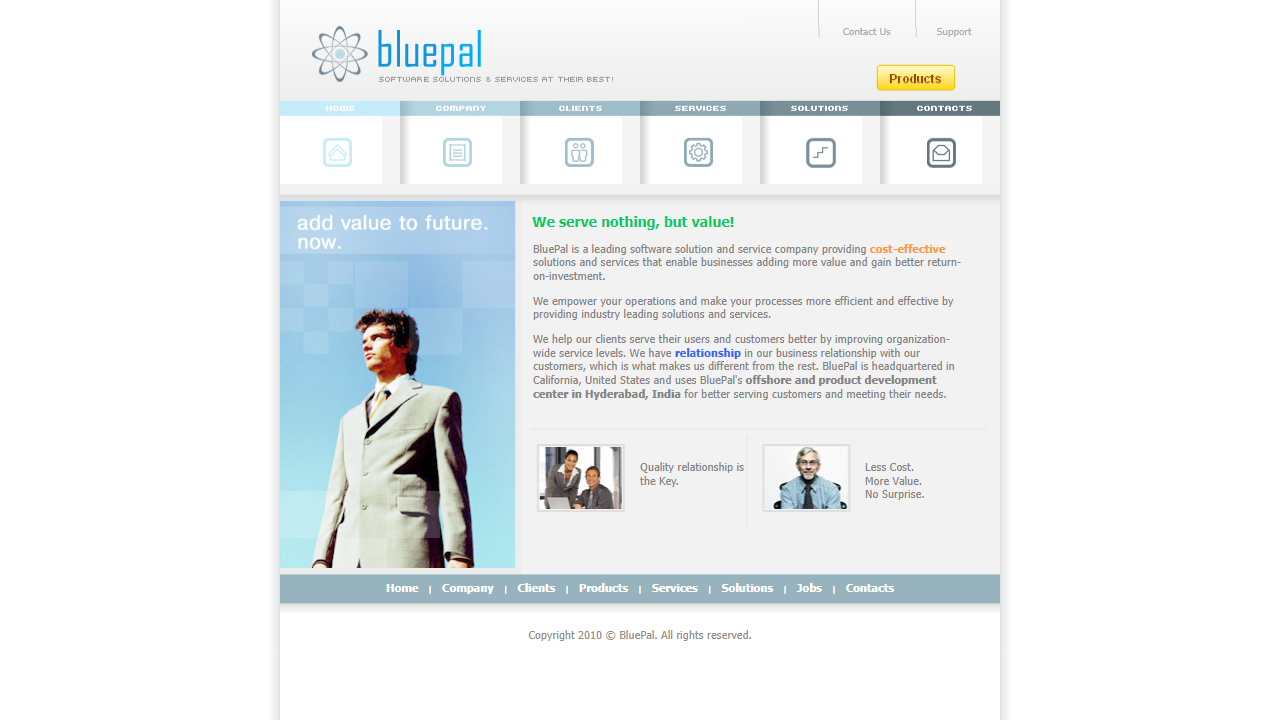 Contact Us
Support
bluepal
SOFTWARE SOLUTIONS & SERVICES AT THEIR BEST!
Products
HOME
COMPANY
CLIENTS
SERVICES
SOLUTIONS
CONTACTS
add value to future.
now.
We serve nothing, but value!
BluePal is a leading software solution and service company providing cost-effective
solutions and services that enable businesses adding more value and gain better return-
on-investment.
We empower your operations and make your processes more efficient and effective by
providing industry leading solutions and services.
We help our clients serve their users and customers better by improving organization-
wide service levels. We have relationship in our business relationship with our
customers, which is what makes us different from the rest. BluePal is headquartered in
California, United States and uses BluePal's offshore and product development
center in Hyderabad, India for better serving customers and meeting their needs.
Quality relationship is
the Key.
Less Cost.
More Value.
No Surprise.
Home | Company | Clients | Products | Services | Solutions | Jobs | Contacts
Copyright 2010 © BluePal. All rights reserved.